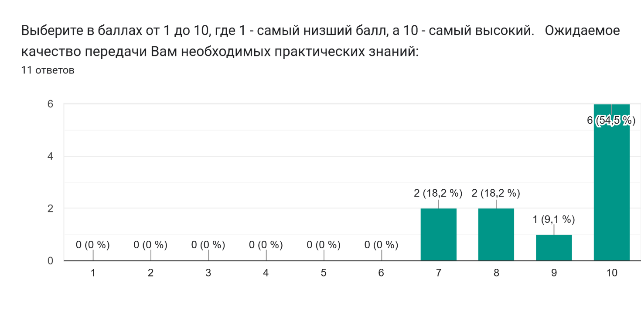 Выберите в баллах от 1 до 10, где 1 - самый низший балл, а 10 - самый высокий. Ожидаемое
качество передачи Вам необходимых практических знаний:
11 ответов
6
4
2
0
0 (0 %) 0 (0 %) 0 (0 %) 0 (0 %) 0 (0 %) 0 (0 %) 2 (18,2 %) 2 (18,2 %) 1 (9,1 %) 6 (54,5 %)
1 2 3 4 5 6 7 8 9 10